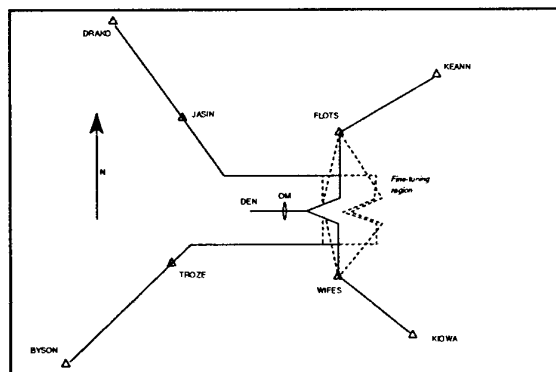 DRAKO
KEANN
JASIN
FLOTS
N
Fine-tuning
region
DEN
OM
TROZE
WIFES
BYSON
KIOWA